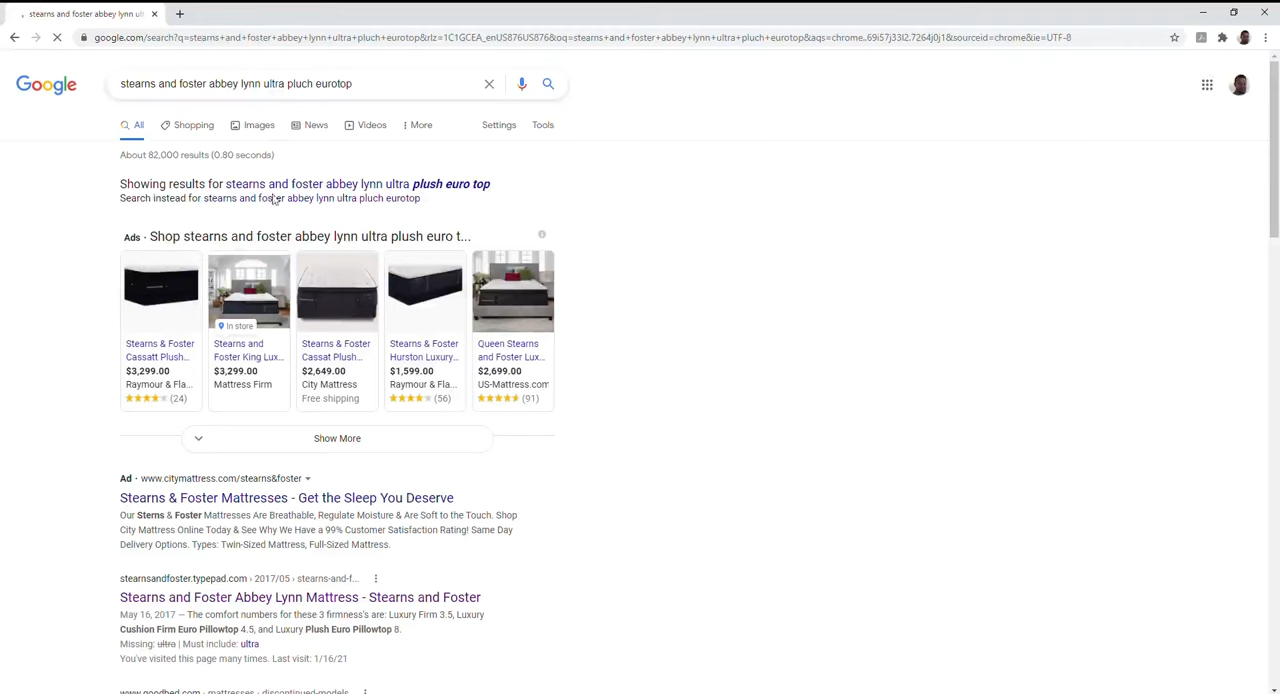 stearns and foster abbey lynn ul
google.com/search?q=stearns+and+foster+abbey+lynn+ultra+pluch+eurotop&rlz=1C1GCEA_enUS876US876&oq=stearns+and+foster+abbey+lynn+ultra+pluch+eurotop&aqs=chrome..69i57j33l2.7264j0j1&sourceid=chrome&ie=UTF-8
Google
stearns and foster abbey lynn ultra pluch eurotop
All Shopping Images News Videos More Settings Tools
About 82,000 results (0.80 seconds)
Showing results for stearns and foster abbey lynn ultra plush euro top
Search instead for stearns and foster abbey lynn ultra pluch eurotop
Ads · Shop stearns and foster abbey lynn ultra plush euro t...
In store
Stearns & Foster
Cassatt Plush...
$3,299.00
Raymour & Fla...
(24)
Stearns and
Foster King Lux...
$3,299.00
Mattress Firm
Stearns & Foster
Cassat Plush...
$2,649.00
City Mattress
Free shipping
Stearns & Foster
Hurston Luxury...
$1,599.00
Raymour & Fla...
(56)
Queen Stearns
and Foster Lux...
$2,699.00
US-Mattress.com
(91)
Show More
Ad · www.citymattress.com/stearns&foster
Stearns & Foster Mattresses - Get the Sleep You Deserve
Our Sterns & Foster Mattresses Are Breathable, Regulate Moisture & Are Soft to the Touch. Shop
City Mattress Online Today & See Why We Have a 99% Customer Satisfaction Rating! Same Day
Delivery Options. Types: Twin-Sized Mattress, Full-Sized Mattress.
stearnsandfoster.typepad.com › 2017/05 › stearns-and-f...
Stearns and Foster Abbey Lynn Mattress - Stearns and Foster
May 16, 2017 — The comfort numbers for these 3 firmness's are: Luxury Firm 3.5, Luxury
Cushion Firm Euro Pillowtop 4.5, and Luxury Plush Euro Pillowtop 8.
Missing: ultra | Must include: ultra
You've visited this page many times. Last visit: 1/16/21
www.goodbed.com › mattresses › discontinued-models